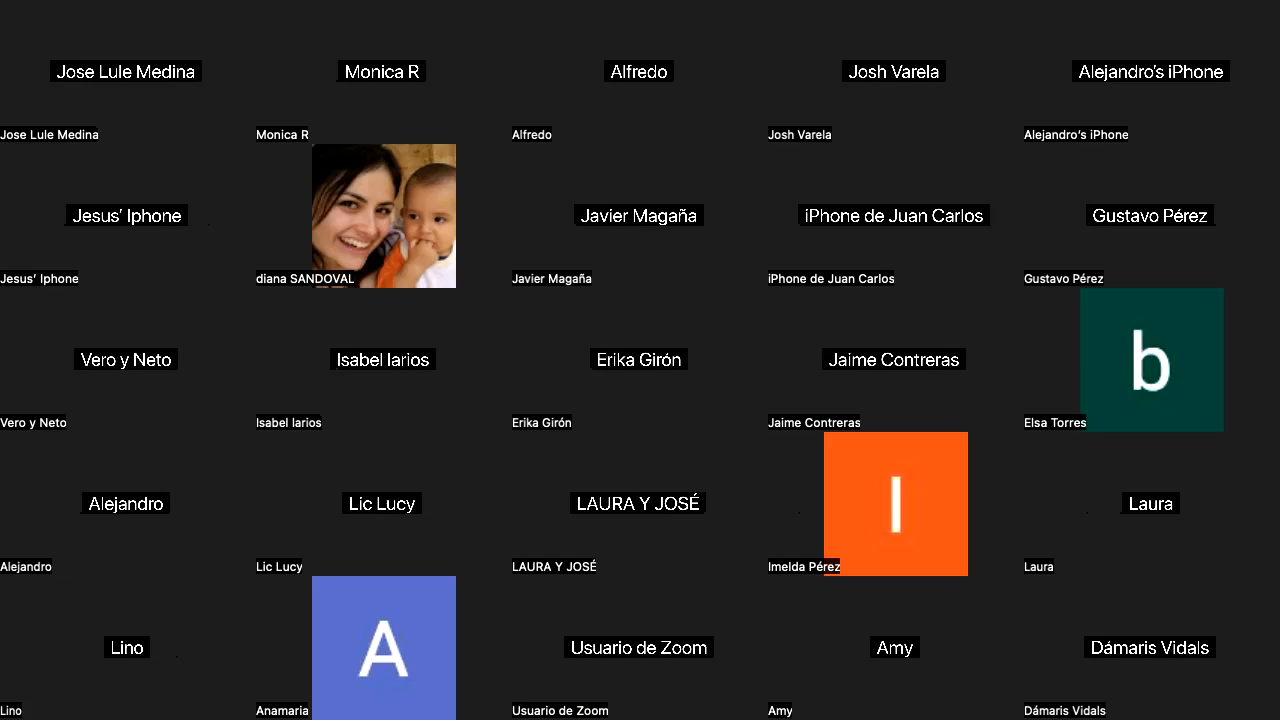 Jose Lule Medina
Monica R
Alfredo
Josh Varela
Alejandro’s iPhone
Jose Lule Medina
Monica R
Alfredo
Josh Varela
Alejandro’s iPhone
Jesus’ Iphone
Javier Magaña
iPhone de Juan Carlos
Gustavo Pérez
Jesus’ Iphone
diana SANDOVAL
Javier Magaña
iPhone de Juan Carlos
Gustavo Pérez
Vero y Neto
Isabel larios
Erika Girón
Jaime Contreras
b
Vero y Neto
Isabel larios
Erika Girón
Jaime Contreras
Elsa Torres
Alejandro
Lic Lucy
LAURA Y JOSÉ
I
Laura
Alejandro
Lic Lucy
LAURA Y JOSÉ
Imelda Pérez
Laura
Lino
A
Usuario de Zoom
Amy
Dámaris Vidals
Lino
Anamaria
Usuario de Zoom
Amy
Dámaris Vidals